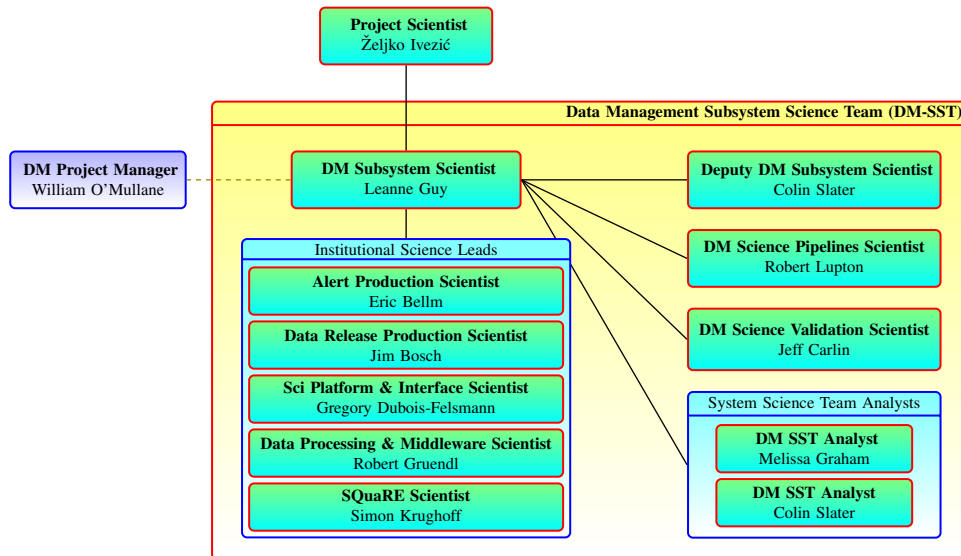 Project Scientist
Željko Ivezić
Data Management Subsystem Science Team (DM-SST)
DM Project Manager
William O’Mullane
DM Subsystem Scientist
Leanne Guy
Deputy DM Subsystem Scientist
Colin Slater
DM Science Pipelines Scientist
Robert Lupton
DM Science Validation Scientist
Jeff Carlin
Institutional Science Leads
Alert Production Scientist
Eric Bellm
Data Release Production Scientist
Jim Bosch
Sci Platform & Interface Scientist
Gregory Dubois-Felsmann
Data Processing & Middleware Scientist
Robert Gruendl
SQuaRE Scientist
Simon Krughoff
System Science Team Analysts
DM SST Analyst
Melissa Graham
DM SST Analyst
Colin Slater